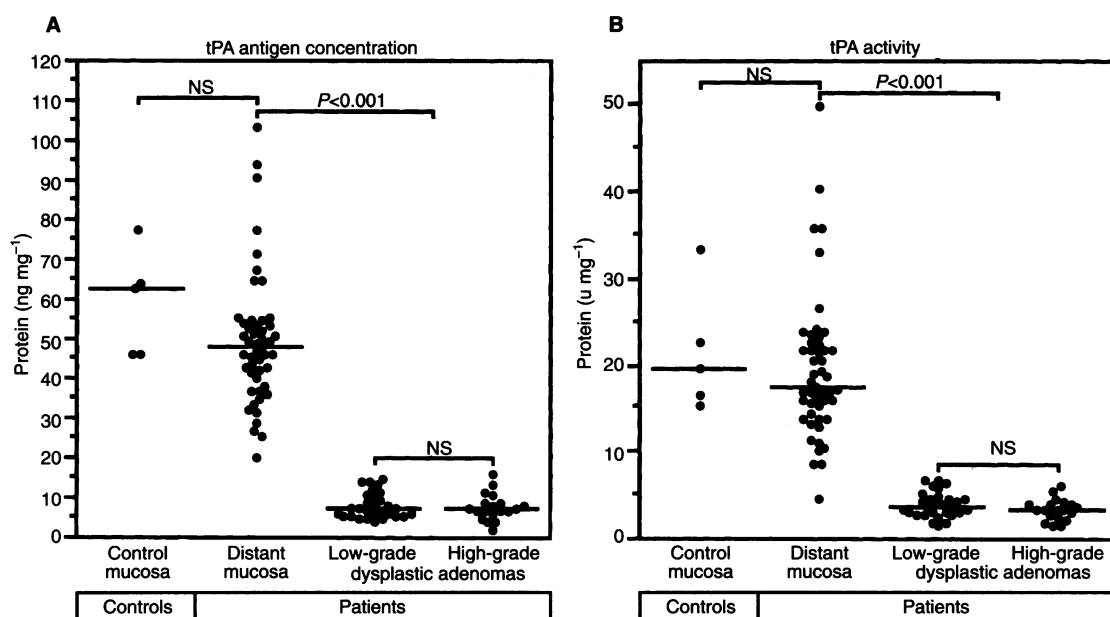 A
tPA antigen concentration
120
110
100
90
80
70
60
50
40
30
20
10
0
Protein (ng mg⁻¹)
NS
P<0.001
NS
Control
mucosa
Distant
mucosa
Low-grade
High-grade
dysplastic adenomas
Controls
Patients
B
tPA activity
50
40
30
20
10
0
Protein (u mg⁻¹)
NS
P<0.001
NS
Control
mucosa
Distant
mucosa
Low-grade
High-grade
dysplastic adenomas
Controls
Patients